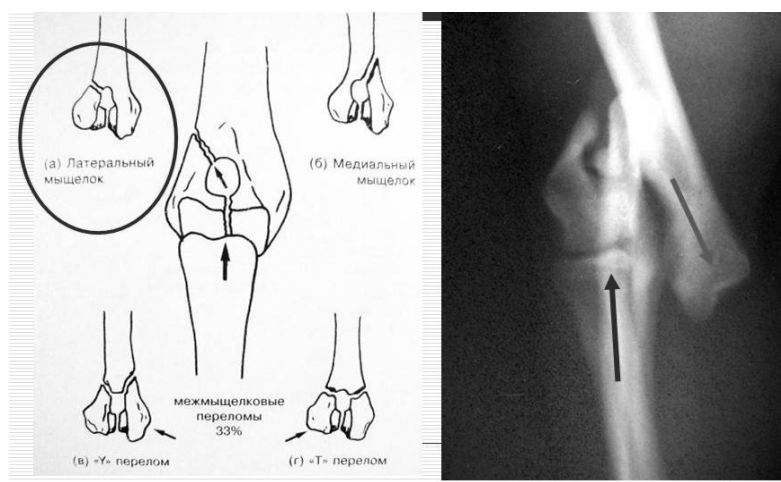 (а) Латеральный
мыщелок
(б) Медиальный
мыщелок
межмыщелковые
переломы
33%
(в) «Y» перелом
(г) «Т» перелом